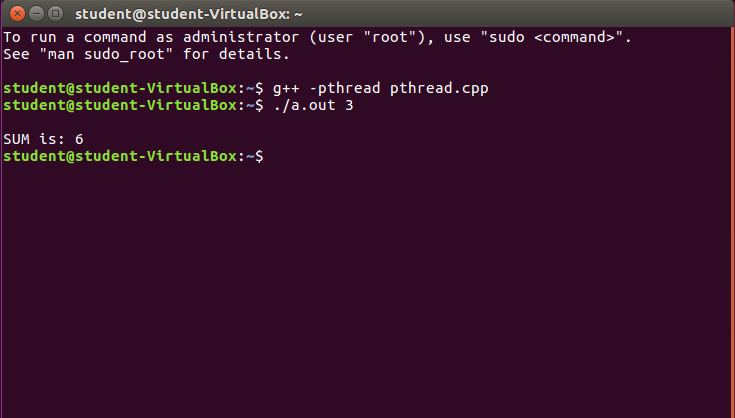 student@student-VirtualBox: ~
To run a command as administrator (user "root"), use "sudo <command>".
See "man sudo_root" for details.
student@student-VirtualBox:~$ g++ -pthread pthread.cpp
student@student-VirtualBox:~$ ./a.out 3
SUM is: 6
student@student-VirtualBox:~$